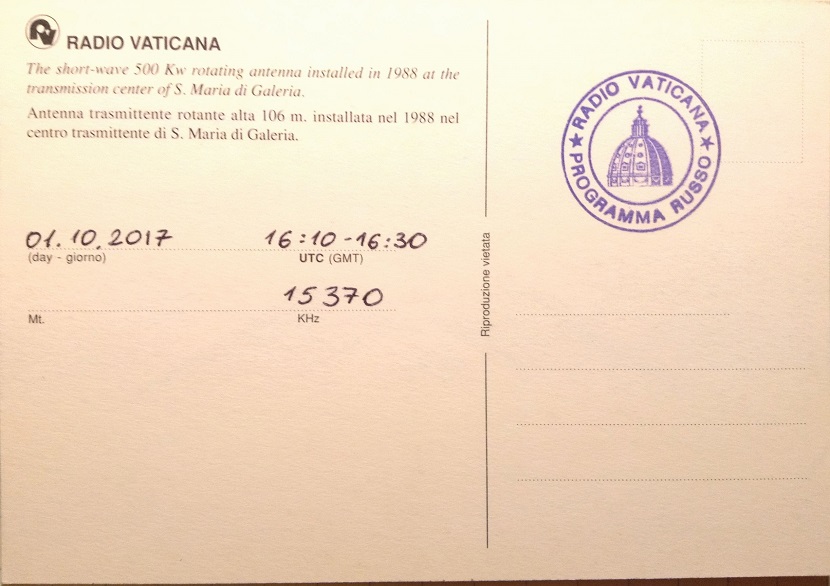 RV RADIO VATICANA
The short-wave 500 Kw rotating antenna installed in 1988 at the
transmission center of S. Maria di Galeria.
Antenna trasmittente rotante alta 106 m. installata nel 1988 nel
centro trasmittente di S. Maria di Galeria.
01.10.2017 16:10-16:30
(day - giorno) UTC (GMT)
15370
Mt. KHz
Riproduzione vietata
★ RADIO VATICANA ★
PROGRAMMA RUSSO